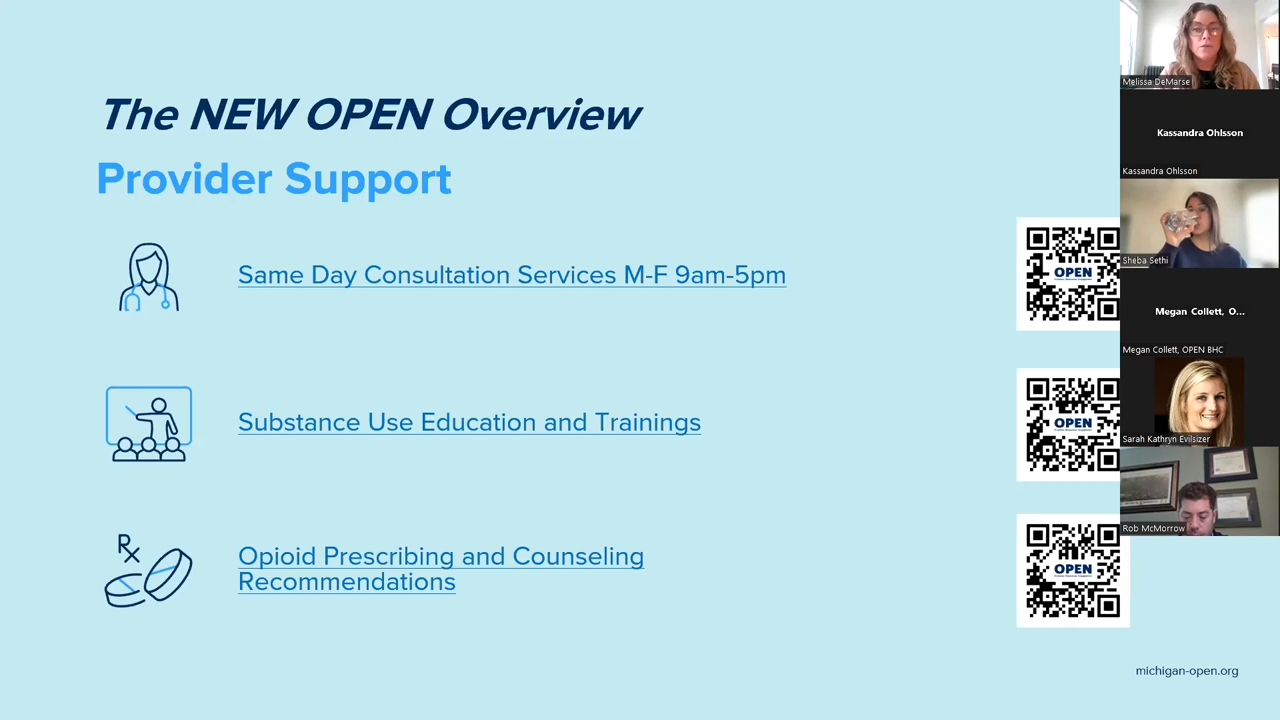 The NEW OPEN Overview
Provider Support
Same Day Consultation Services M-F 9am-5pm
OPEN
Substance Use Education and Trainings
OPEN
Rx
Opioid Prescribing and Counseling
Recommendations
OPEN
michigan-open.org
Melissa DeMarse
Kassandra Ohlsson
Kassandra Ohlsson
Sheba Sethi
Megan Collett, O...
Megan Collett, OPEN BHC
Sarah Kathryn Evilsizer
Rob McMorrow